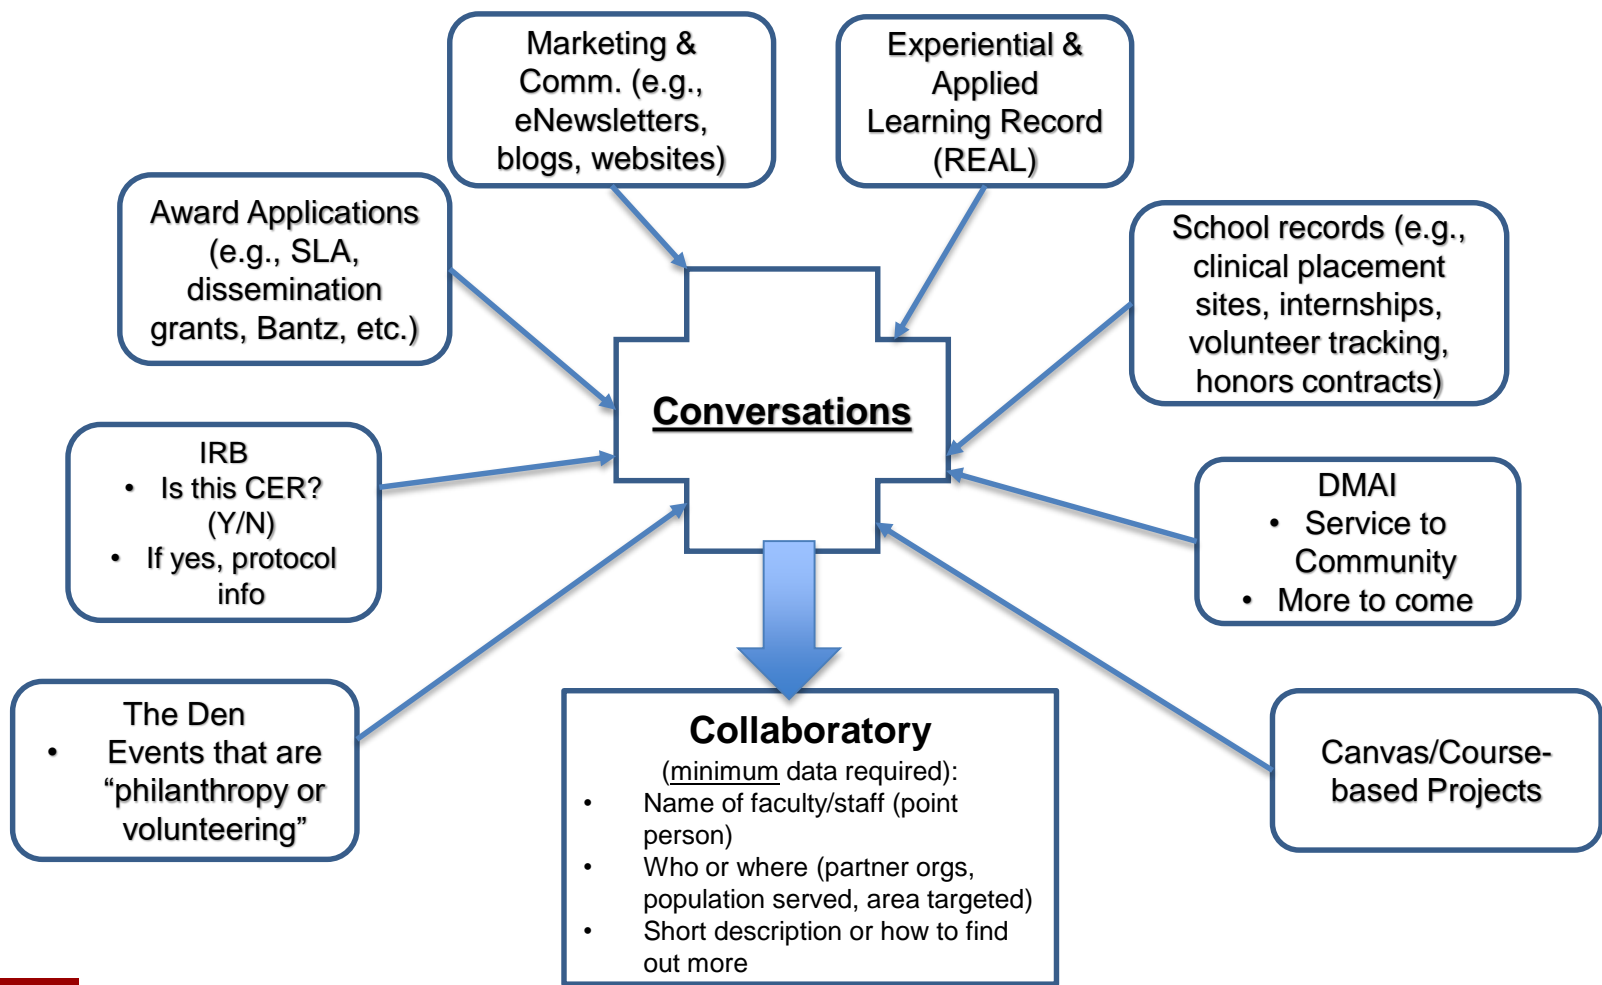 Marketing &
Comm. (e.g.,
eNewsletters,
blogs, websites)
Experiential &
Applied
Learning Record
(REAL)
Award Applications
(e.g., SLA,
dissemination
grants, Bantz, etc.)
School records (e.g.,
clinical placement
sites, internships,
volunteer tracking,
honors contracts)
Conversations
IRB
• Is this CER?
(Y/N)
• If yes, protocol
info
DMAI
• Service to
Community
• More to come
The Den
• Events that are
“philanthropy or
volunteering”
Collaboratory
(minimum data required):
• Name of faculty/staff (point
person)
• Who or where (partner orgs,
population served, area targeted)
• Short description or how to find
out more
Canvas/Course-
based Projects